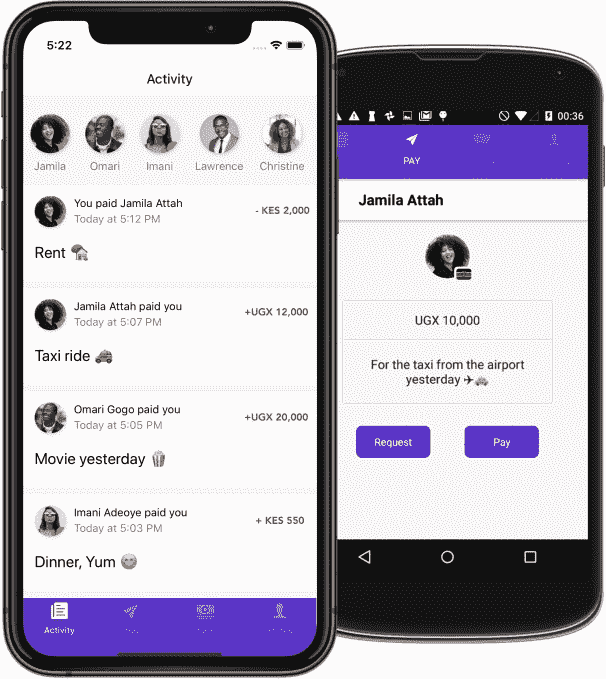 5:22
Activity
Jamila Omari Imani Lawrence Christine
You paid Jamila Attah
- KES 2,000
Today at 5:12 PM
Rent
Jamila Attah paid you
+UGX 12,000
Today at 5:07 PM
Taxi ride
Omari Gogo paid you
+UGX 20,000
Today at 5:05 PM
Movie yesterday
Imani Adeoye paid you
+ KES 550
Today at 5:03 PM
Dinner, Yum
Activity
00:36
PAY
Jamila Attah
UGX 10,000
For the taxi from the airport
yesterday
Request Pay